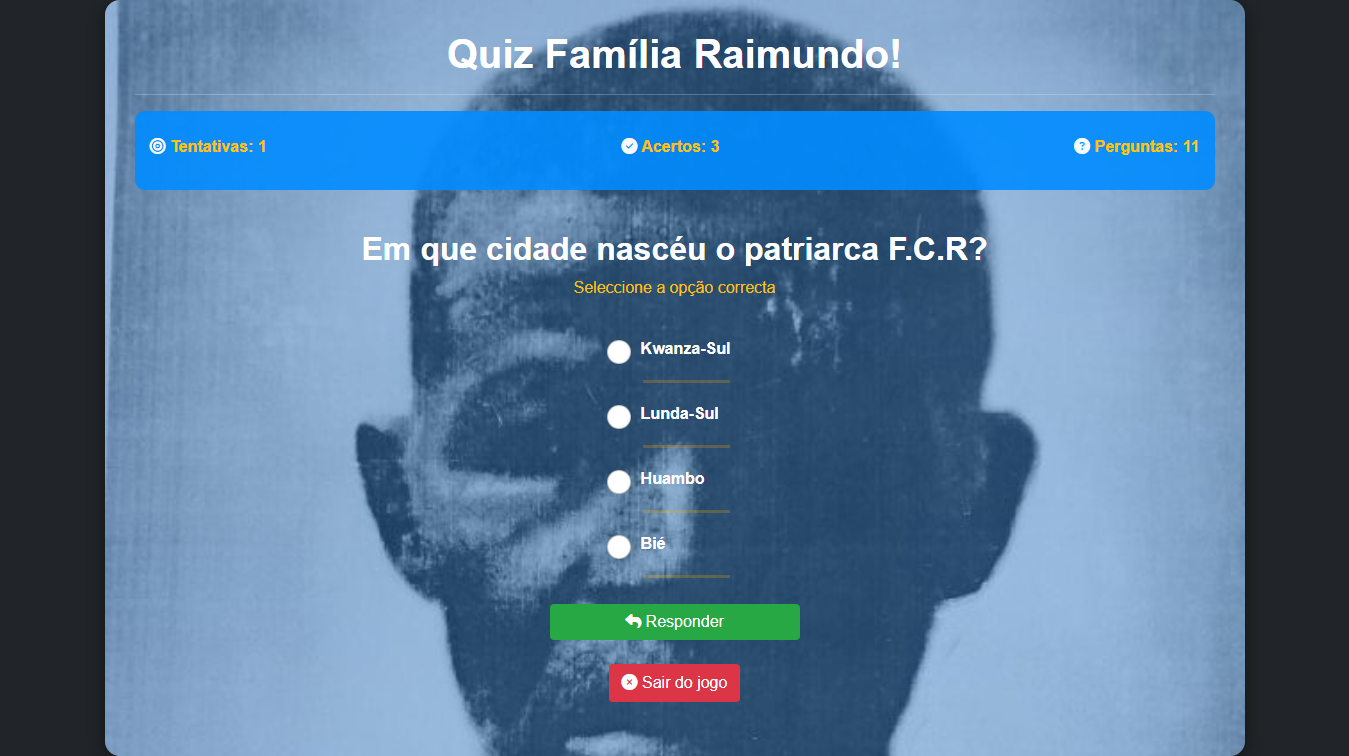 Quiz Família Raimundo!
Tentativas: 1
Acertos: 3
Perguntas: 11
Em que cidade nascéu o patriarca F.C.R?
Seleccione a opção correcta
Kwanza-Sul
Lunda-Sul
Huambo
Bié
Responder
Sair do jogo